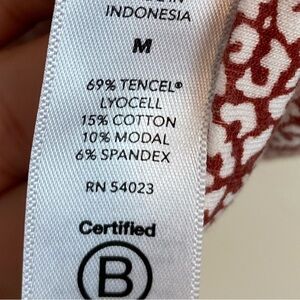 INDONESIA
M
69% TENCEL®
LYOCELL
15% COTTON
10% MODAL
6% SPANDEX
RN 54023
Certified
B